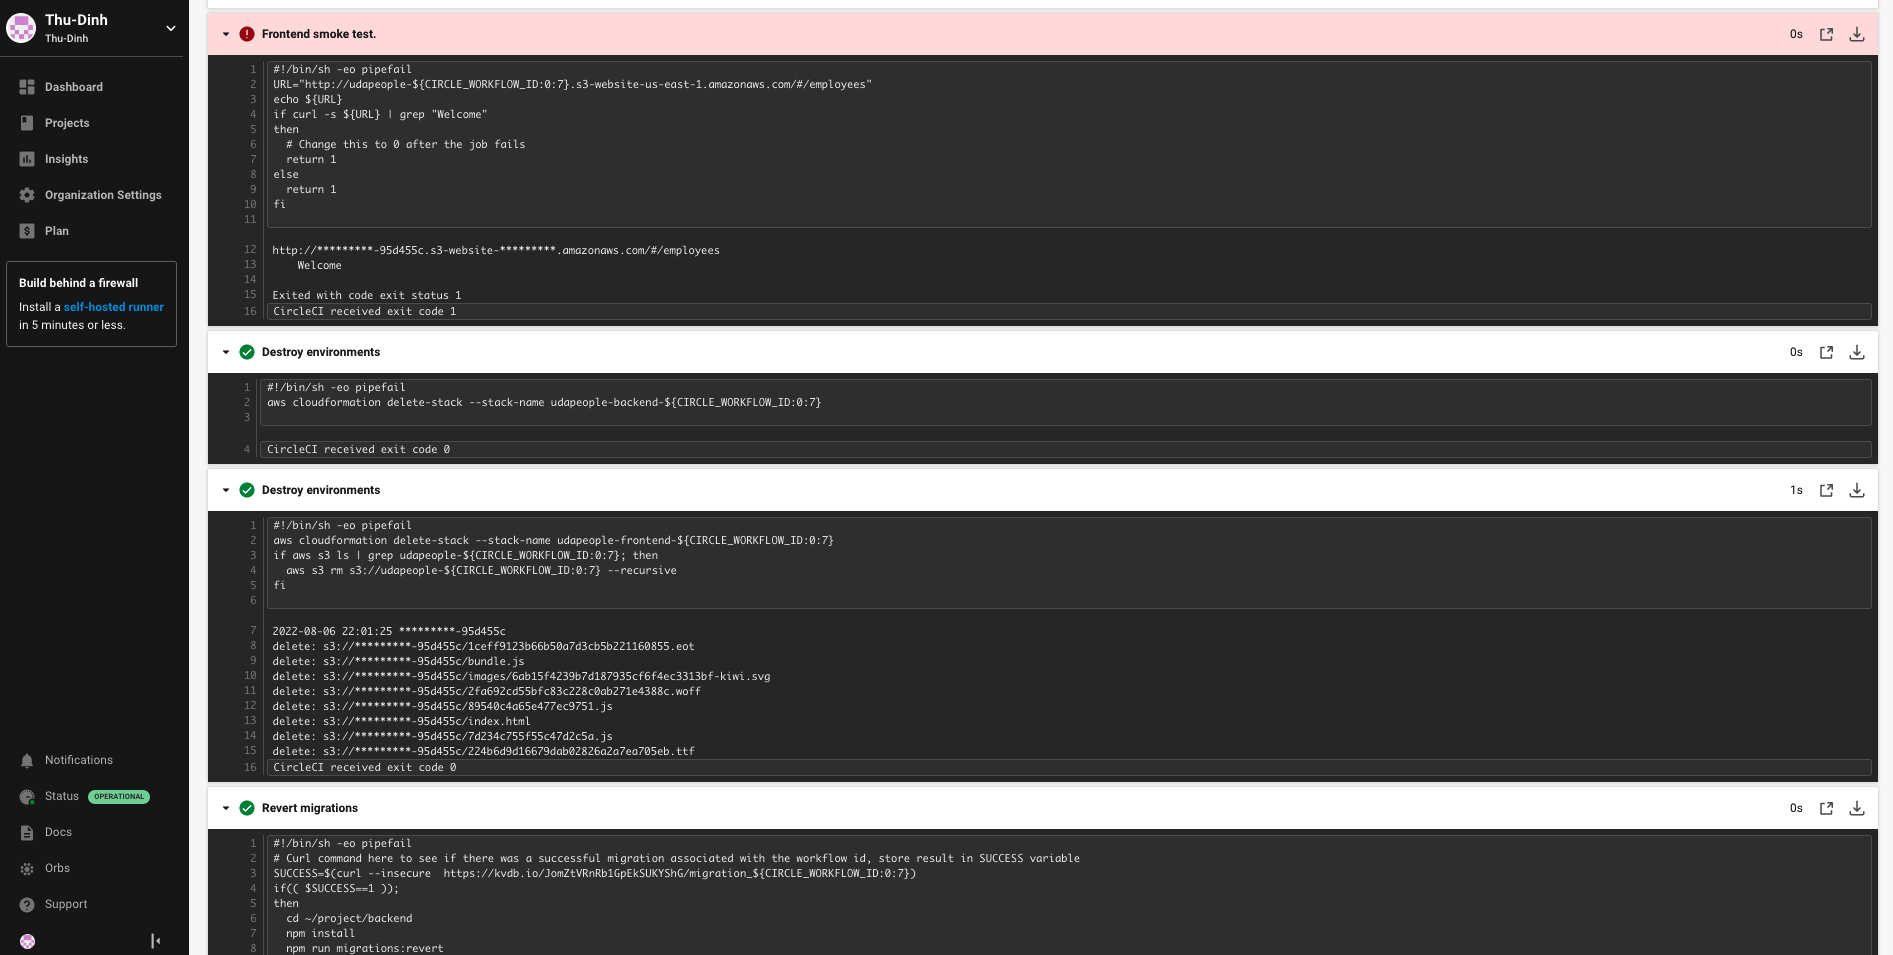 Thu-Dinh
Thu-Dinh
Dashboard
Projects
Insights
Organization Settings
Plan
Build behind a firewall
Install a self-hosted runner
in 5 minutes or less.
Notifications
Status OPERATIONAL
Docs
Orbs
Support
Frontend smoke test. 0s
1 #!/bin/sh -eo pipefail
2 URL="http://udapeople-${CIRCLE_WORKFLOW_ID:0:7}.s3-website-us-east-1.amazonaws.com/#/employees"
3 echo ${URL}
4 if curl -s ${URL} | grep "Welcome"
5 then
6 # Change this to 0 after the job fails
7 return 1
8 else
9 return 1
10 fi
11
12 http://*********-95d455c.s3-website-*********.amazonaws.com/#/employees
13 Welcome
14
15 Exited with code exit status 1
16 CircleCI received exit code 1
Destroy environments 0s
1 #!/bin/sh -eo pipefail
2 aws cloudformation delete-stack --stack-name udapeople-backend-${CIRCLE_WORKFLOW_ID:0:7}
3
4 CircleCI received exit code 0
Destroy environments 1s
1 #!/bin/sh -eo pipefail
2 aws cloudformation delete-stack --stack-name udapeople-frontend-${CIRCLE_WORKFLOW_ID:0:7}
3 if aws s3 ls | grep udapeople-${CIRCLE_WORKFLOW_ID:0:7}; then
4 aws s3 rm s3://udapeople-${CIRCLE_WORKFLOW_ID:0:7} --recursive
5 fi
6
7 2022-08-06 22:01:25 *********-95d455c
8 delete: s3://*********-95d455c/1ceff9123b66b50a7d3cb5b221160855.eot
9 delete: s3://*********-95d455c/bundle.js
10 delete: s3://*********-95d455c/images/6ab15f4239b7d187935cf6f4ec3313bf-kiwi.svg
11 delete: s3://*********-95d455c/2fa692cd55bfc83c228c0ab271e4388c.woff
12 delete: s3://*********-95d455c/89540c4a65e477ec9751.js
13 delete: s3://*********-95d455c/index.html
14 delete: s3://*********-95d455c/7d234c755f55c47d2c5a.js
15 delete: s3://*********-95d455c/224b6d9d16679dab02826a2a7ea705eb.ttf
16 CircleCI received exit code 0
Revert migrations 0s
1 #!/bin/sh -eo pipefail
2 # Curl command here to see if there was a successful migration associated with the workflow id, store result in SUCCESS variable
3 SUCCESS=$(curl --insecure  https://kvdb.io/JomZtVRnRb1GpEkSUKYShG/migration_${CIRCLE_WORKFLOW_ID:0:7})
4 if(( $SUCCESS==1 ));
5 then
6 cd ~/project/backend
7 npm install
8 npm run migrations:revert